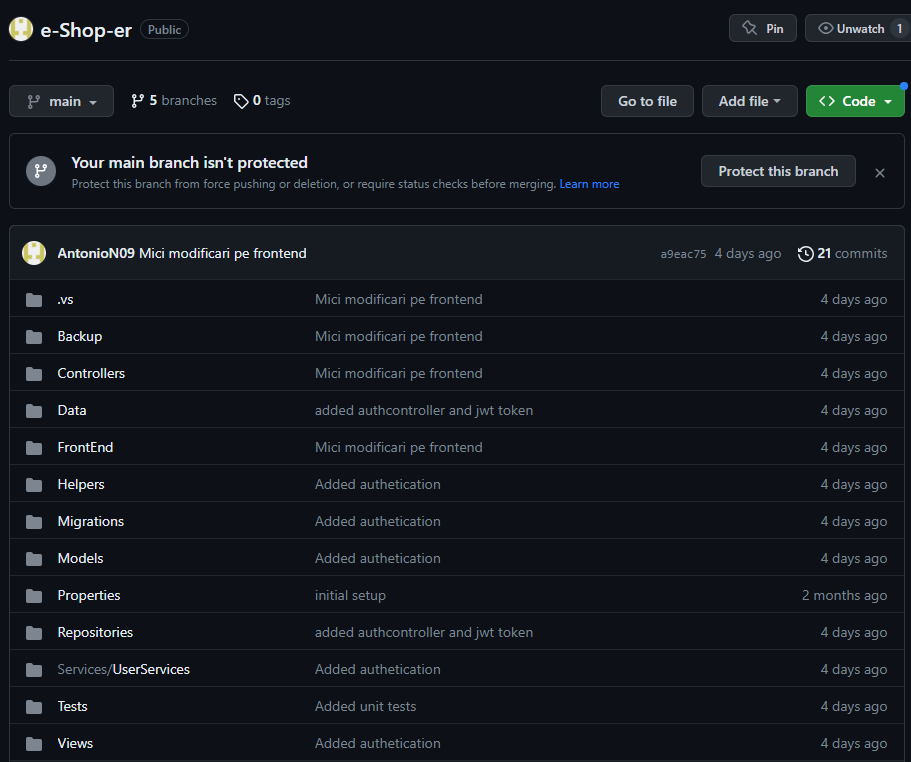 e-Shop-er Public Pin Unwatch 1
main 5 branches 0 tags Go to file Add file Code
Your main branch isn't protected
Protect this branch from force pushing or deletion, or require status checks before merging. Learn more
Protect this branch
AntonioN09 Mici modificari pe frontend a9eac75 4 days ago 21 commits
.vs Mici modificari pe frontend 4 days ago
Backup Mici modificari pe frontend 4 days ago
Controllers Mici modificari pe frontend 4 days ago
Data added authcontroller and jwt token 4 days ago
FrontEnd Mici modificari pe frontend 4 days ago
Helpers Added authetication 4 days ago
Migrations Added authetication 4 days ago
Models Added authetication 4 days ago
Properties initial setup 2 months ago
Repositories added authcontroller and jwt token 4 days ago
Services/UserServices Added authetication 4 days ago
Tests Added unit tests 4 days ago
Views Added authetication 4 days ago